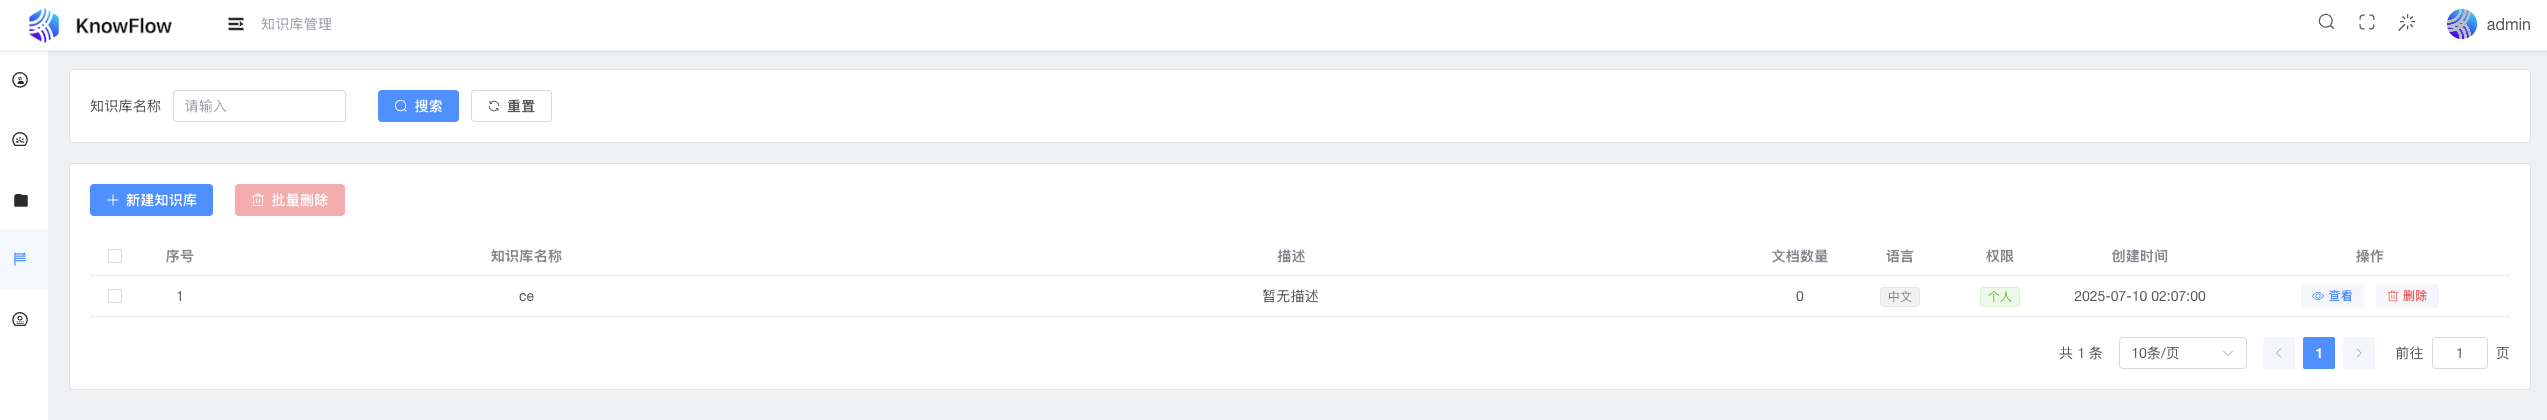 KnowFlow 知识库管理 admin
知识库名称 请输入 搜索 重置
新建知识库 批量删除
序号 知识库名称 描述 文档数量 语言 权限 创建时间 操作
1 ce 暂无描述 0 中文 个人 2025-07-10 02:07:00 查看 删除
共 1 条 10条/页 1 前往 1 页